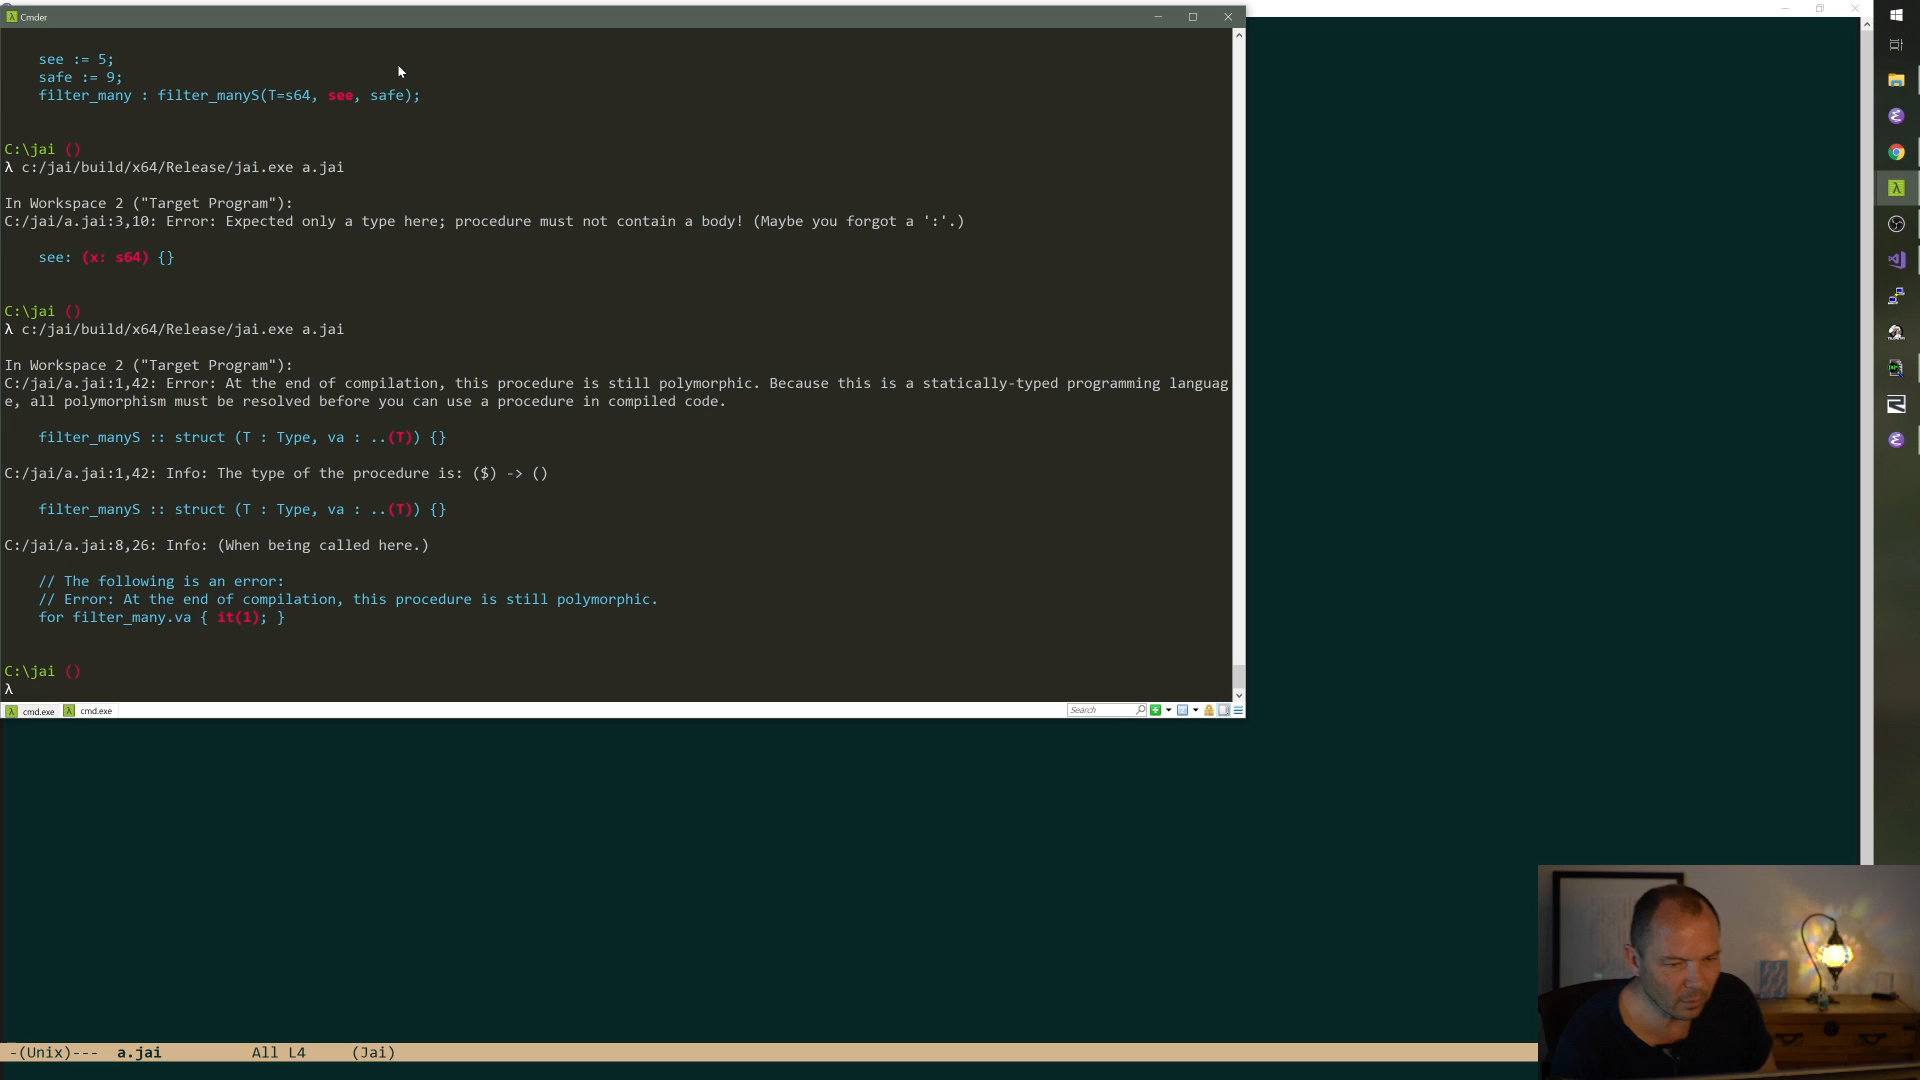 Cmder
see := 5;
safe := 9;
filter_many : filter_manyS(T=s64, see, safe);
C:\jai ()
λ c:/jai/build/x64/Release/jai.exe a.jai
In Workspace 2 ("Target Program"):
C:/jai/a.jai:3,10: Error: Expected only a type here; procedure must not contain a body! (Maybe you forgot a ':'.)
see: (x: s64) {}
C:\jai ()
λ c:/jai/build/x64/Release/jai.exe a.jai
In Workspace 2 ("Target Program"):
C:/jai/a.jai:1,42: Error: At the end of compilation, this procedure is still polymorphic. Because this is a statically-typed programming languag
e, all polymorphism must be resolved before you can use a procedure in compiled code.
filter_manyS :: struct (T : Type, va : ..(T)) {}
C:/jai/a.jai:1,42: Info: The type of the procedure is: ($) -> ()
filter_manyS :: struct (T : Type, va : ..(T)) {}
C:/jai/a.jai:8,26: Info: (When being called here.)
// The following is an error:
// Error: At the end of compilation, this procedure is still polymorphic.
for filter_many.va { it(1); }
C:\jai ()
λ
cmd.exe cmd.exe Search
-(Unix)--- a.jai All L4 (Jai)